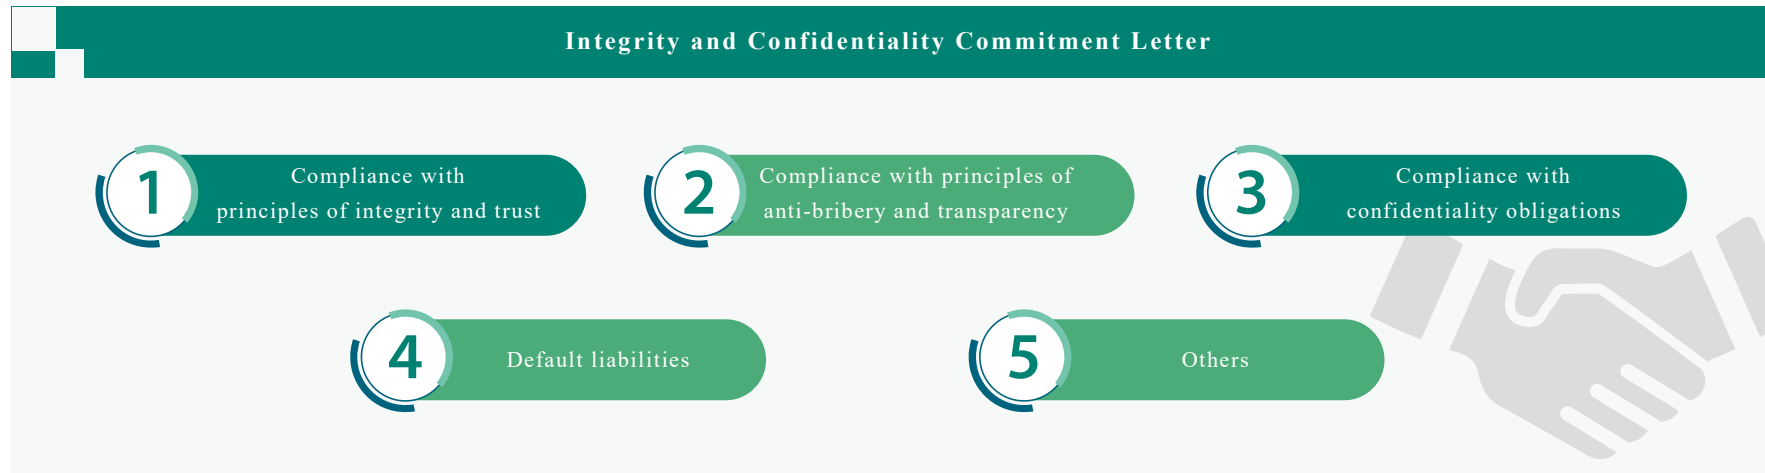 Integrity and Confidentiality Commitment Letter
1
Compliance with
principles of integrity and trust
2
Compliance with principles of
anti-bribery and transparency
3
Compliance with
confidentiality obligations
4
Default liabilities
5
Others